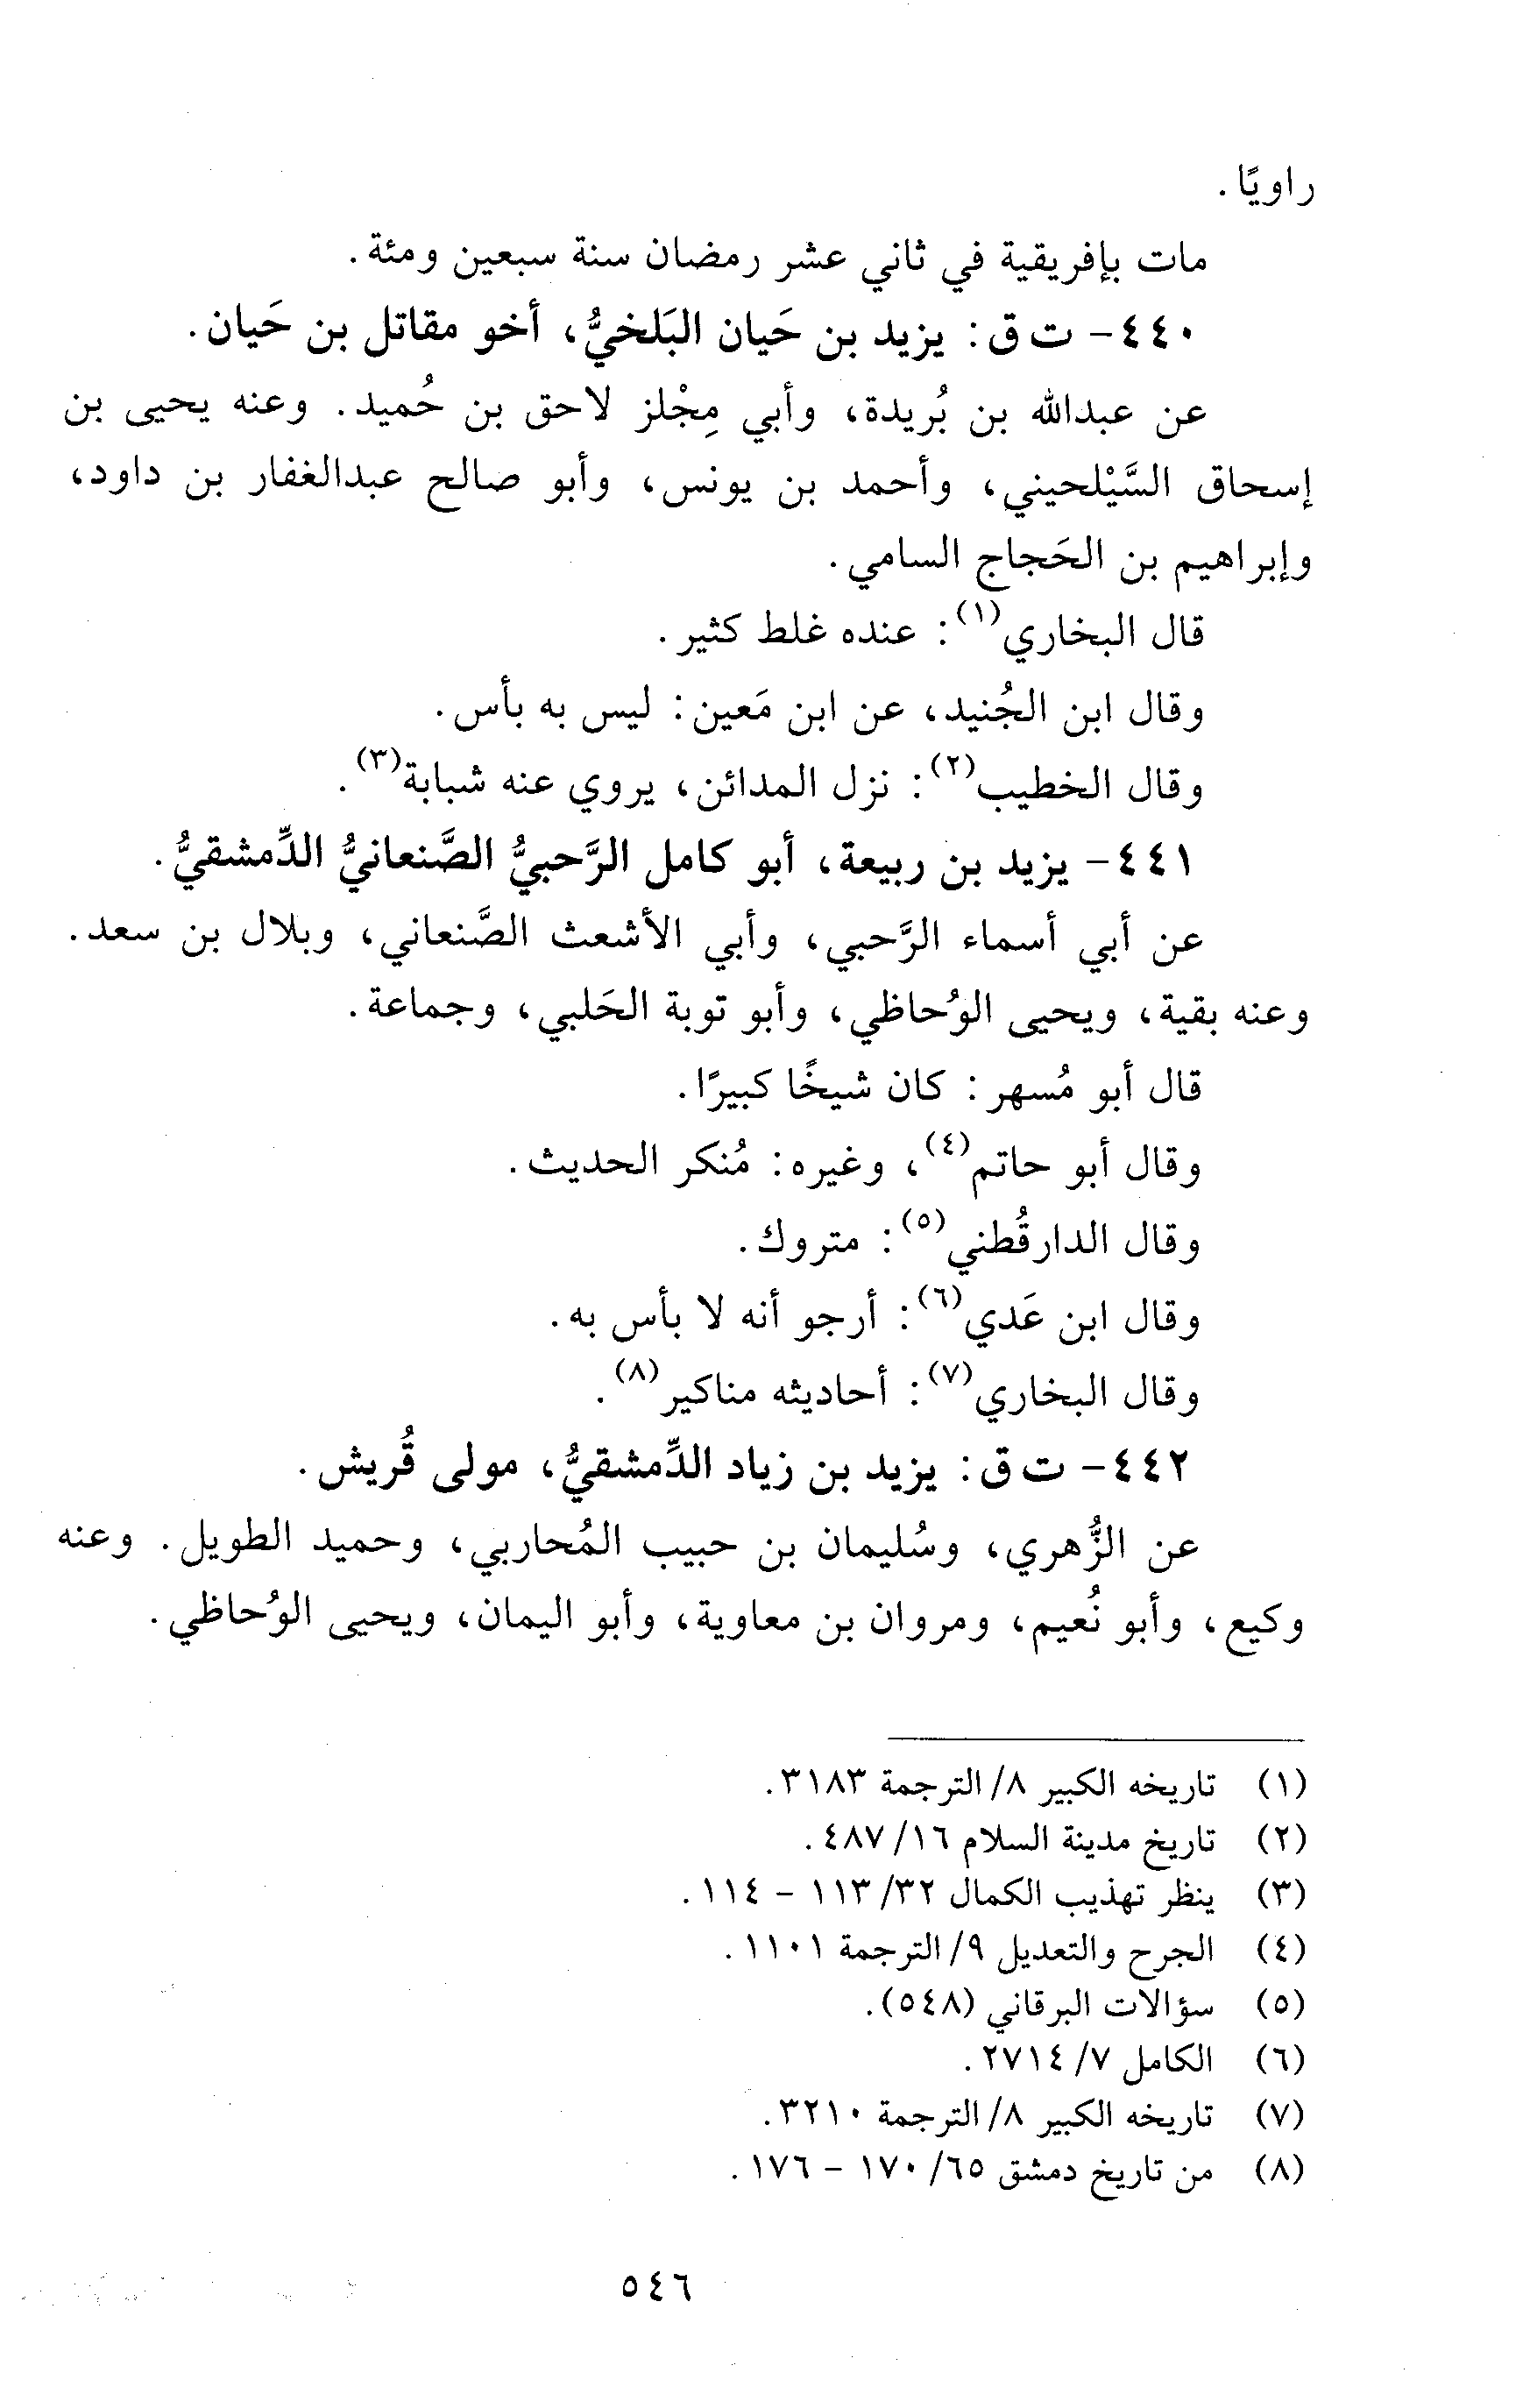 راويًا.
مات بإفريقية في ثاني عشر رمضان سنة سبعين ومئة.
٤٤٠- ت ق: يزيد بن حَيان البَلخيُّ، أخو مقاتل بن حَيان.
عن عبدالله بن بُريدة، وأبي مِجْلز لاحق بن حُميد. وعنه يحيى بن
إسحاق السَّيْلحيني، وأحمد بن يونس، وأبو صالح عبدالغفار بن داود،
وإبراهيم بن الحَجاج السامي.
قال البخاري(١): عنده غلط كثير.
وقال ابن الجُنيد، عن ابن مَعين: ليس به بأس.
وقال الخطيب(٢): نزل المدائن، يروي عنه شبابة(٣).
٤٤١- يزيد بن ربيعة، أبو كامل الرَّحبيُّ الصَّنعانيُّ الدِّمشقيُّ.
عن أبي أسماء الرَّحبي، وأبي الأشعث الصَّنعاني، وبلال بن سعد.
وعنه بقية، ويحيى الوُحاظي، وأبو توبة الحَلبي، وجماعة.
قال أبو مُسهر: كان شيخًا كبيرًا.
وقال أبو حاتم(٤)، وغيره: مُنكر الحديث.
وقال الدارقُطني(٥): متروك.
وقال ابن عَدي(٦): أرجو أنه لا بأس به.
وقال البخاري(٧): أحاديثه مناكير(٨).
٤٤٢- ت ق: يزيد بن زياد الدِّمشقيُّ، مولى قُريش.
عن الزُّهري، وسُليمان بن حبيب المُحاربي، وحميد الطويل. وعنه
وكيع، وأبو نُعيم، ومروان بن معاوية، وأبو اليمان، ويحيى الوُحاظي.
(١) تاريخه الكبير ٨/ الترجمة ٣١٨٣.
(٢) تاريخ مدينة السلام ١٦/ ٤٨٧.
(٣) ينظر تهذيب الكمال ٣٢/ ١١٣ - ١١٤.
(٤) الجرح والتعديل ٩/ الترجمة ١١٠١.
(٥) سؤالات البرقاني (٥٤٨).
(٦) الكامل ٧/ ٢٧١٤.
(٧) تاريخه الكبير ٨/ الترجمة ٣٢١٠.
(٨) من تاريخ دمشق ٦٥/ ١٧٠ - ١٧٦.
٥٤٦